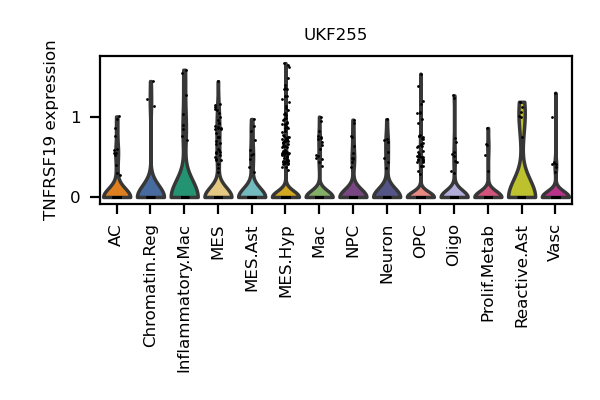 UKF255
TNFRSF19 expression
1
0
AC
Chromatin.Reg
Inflammatory.Mac
MES
MES.Ast
MES.Hyp
Mac
NPC
Neuron
OPC
Oligo
Prolif.Metab
Reactive.Ast
Vasc